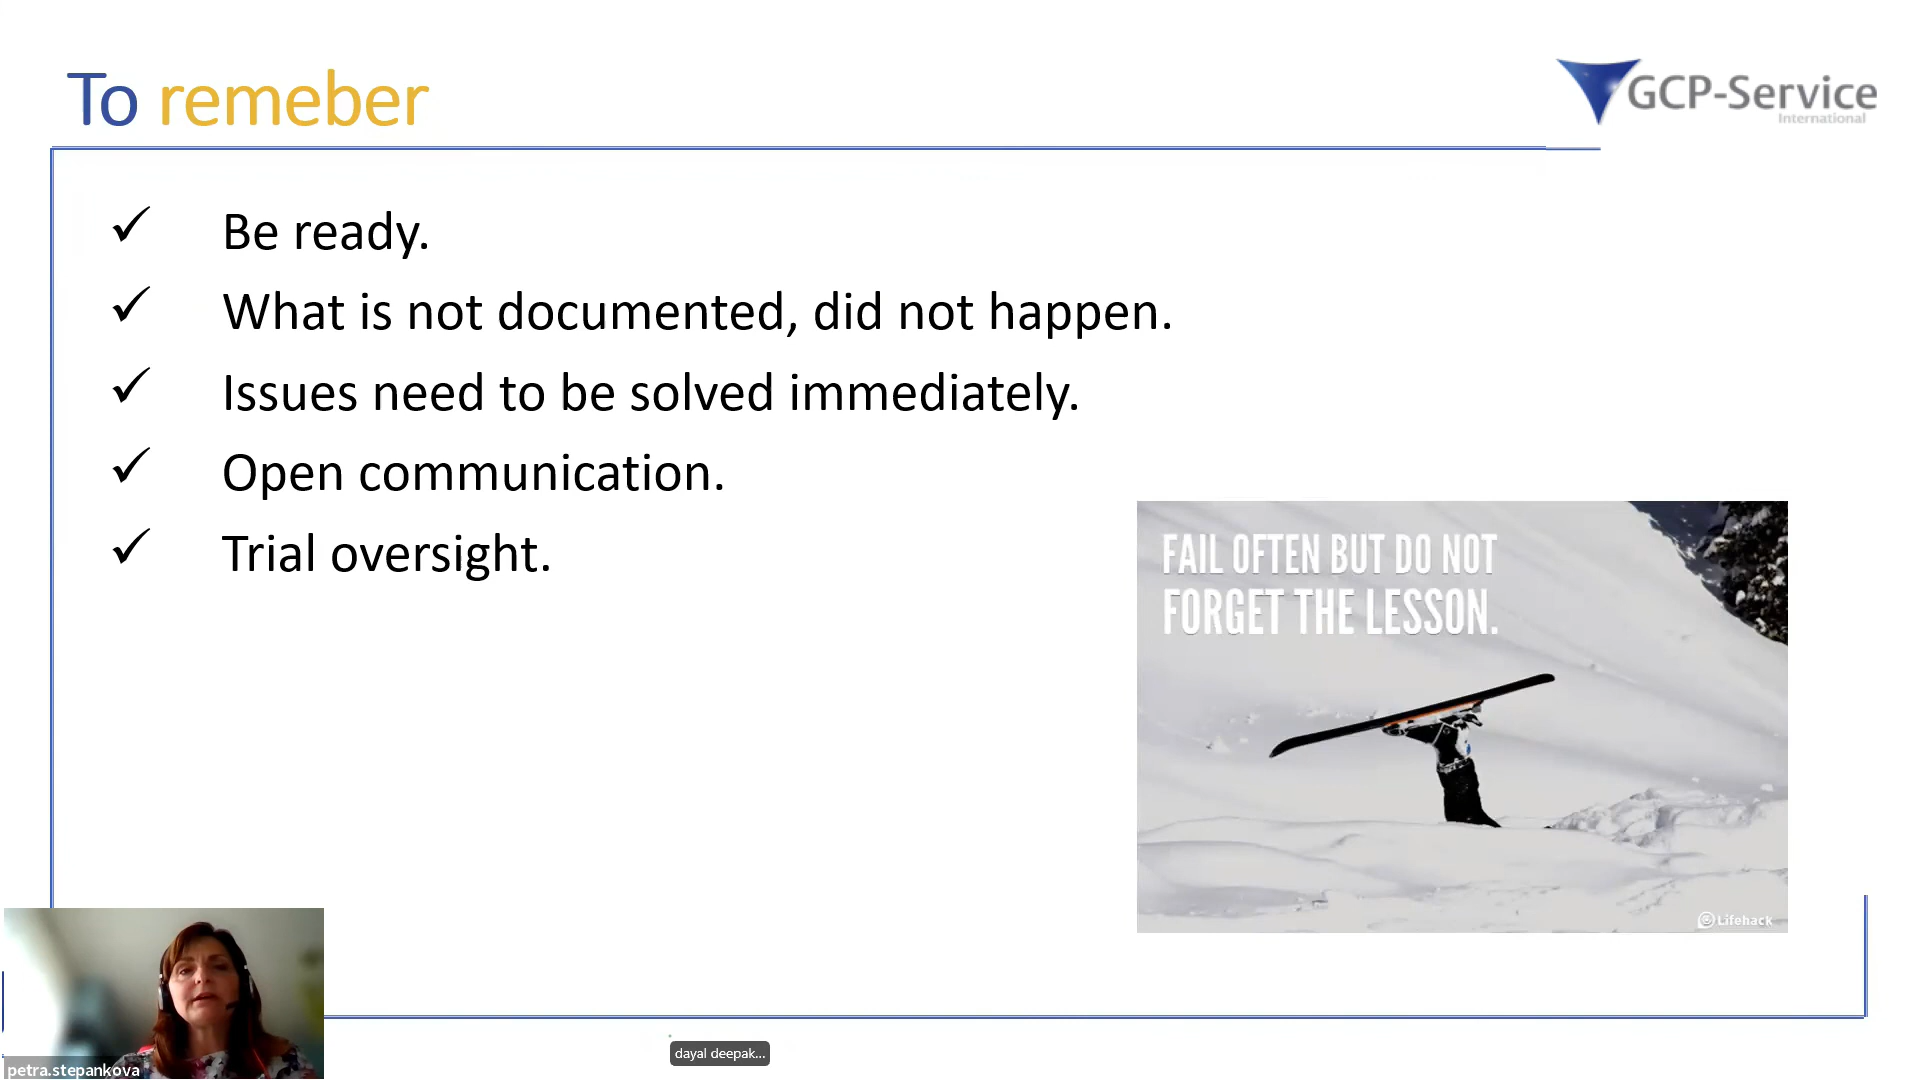 To remeber
GCP-Service
International
Be ready.
What is not documented, did not happen.
Issues need to be solved immediately.
Open communication.
Trial oversight.
FAIL OFTEN BUT DO NOT
FORGET THE LESSON.
Lifehack
petra.stepankova
dayal deepak...